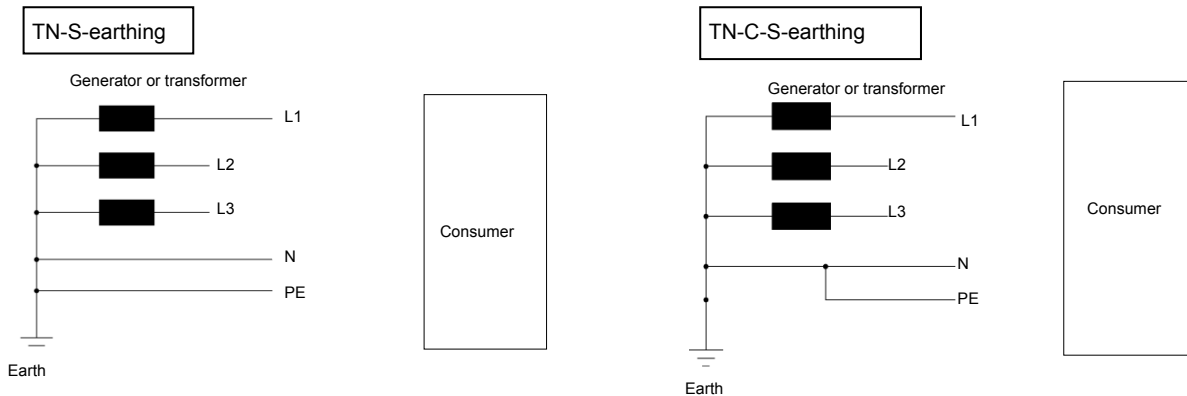 TN-S-earthing
Generator or transformer
L1
L2
L3
N
PE
Earth
Consumer
TN-C-S-earthing
Generator or transformer
L1
L2
L3
N
PE
Earth
Consumer